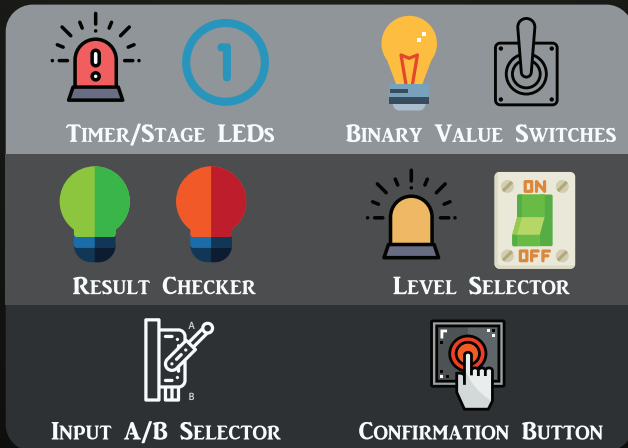 1
TIMER/STAGE LEDS
BINARY VALUE SWITCHES
ON
OFF
RESULT CHECKER
LEVEL SELECTOR
A
B
INPUT A/B SELECTOR
CONFIRMATION BUTTON